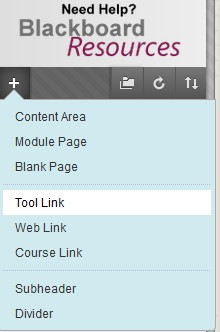 Need Help?
Blackboard
Resources
+
Content Area
Module Page
Blank Page
Tool Link
Web Link
Course Link
Subheader
Divider